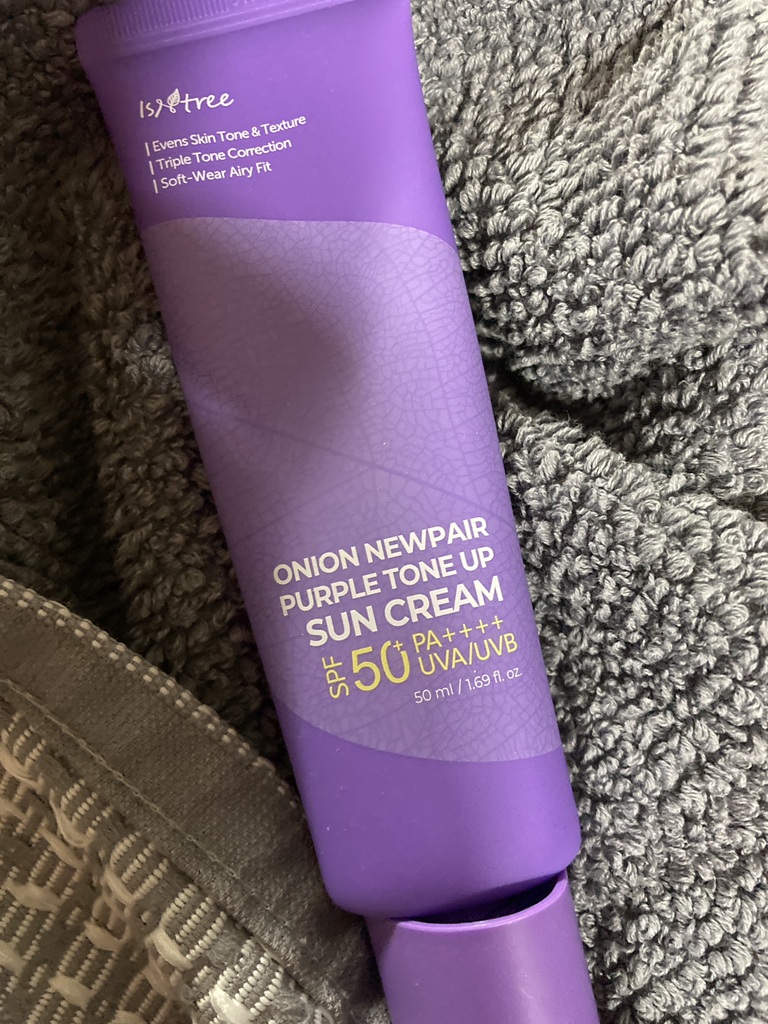 Isntree
Evens Skin Tone & Texture
Triple Tone Correction
Soft-Wear Airy Fit
ONION NEWPAIR
PURPLE TONE UP
SUN CREAM
SPF 50+ PA++++
UVA/UVB
50 ml / 1.69 fl. oz.